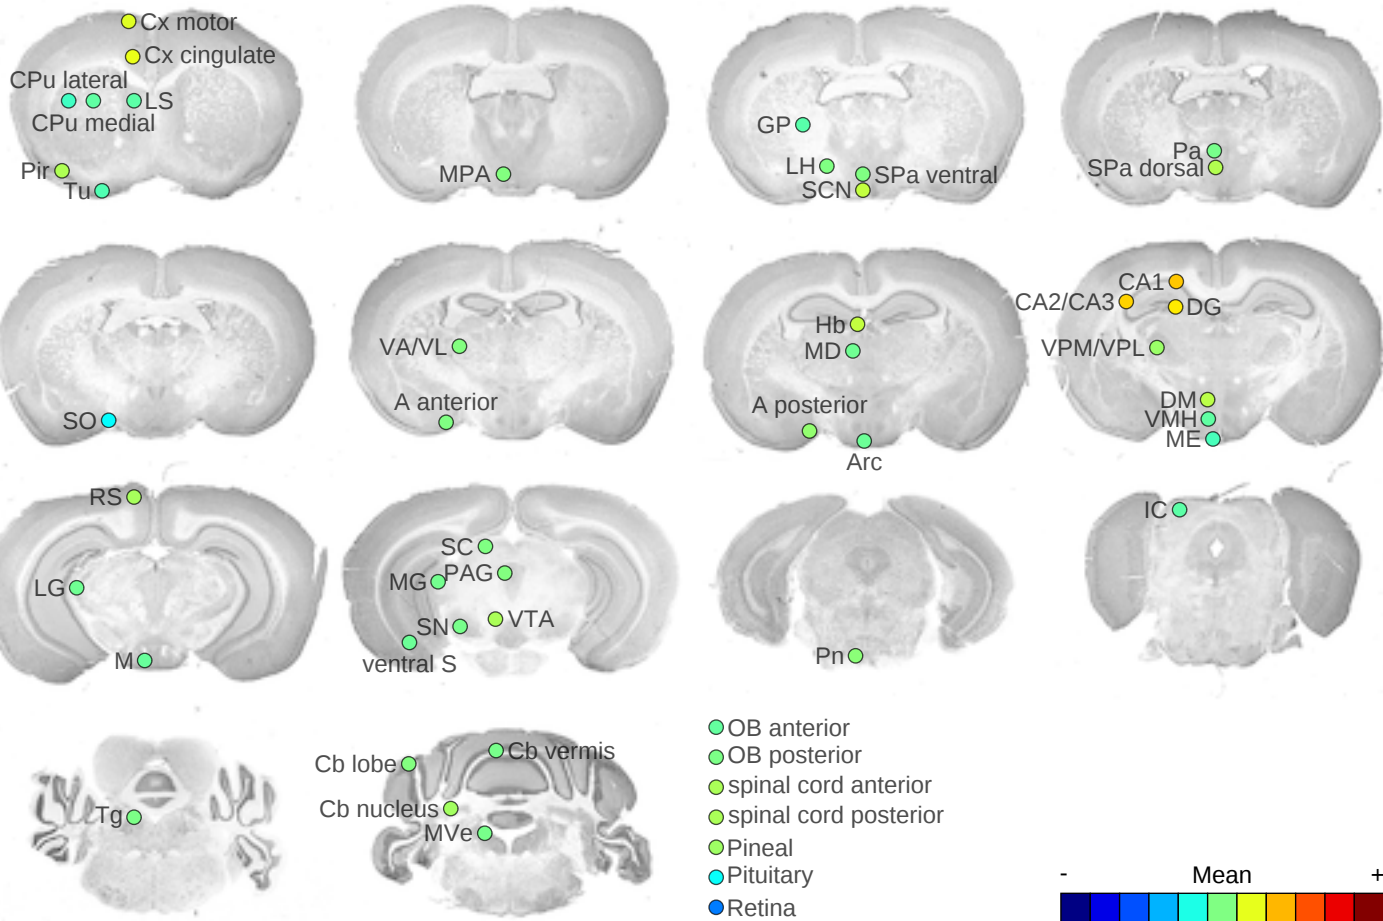 Cx motor
Cx cingulate
CPu lateral
LS
CPu medial
Pir
Tu
MPA
GP
LH
SPa ventral
SCN
Pa
SPa dorsal
SO
VA/VL
A anterior
Hb
MD
A posterior
Arc
CA1
CA2/CA3
DG
VPM/VPL
DM
VMH
ME
RS
LG
M
SC
MG
PAG
SN
VTA
ventral S
Pn
IC
Tg
Cb lobe
Cb vermis
Cb nucleus
MVe
OB anterior
OB posterior
spinal cord anterior
spinal cord posterior
Pineal
Pituitary
Retina
- Mean +